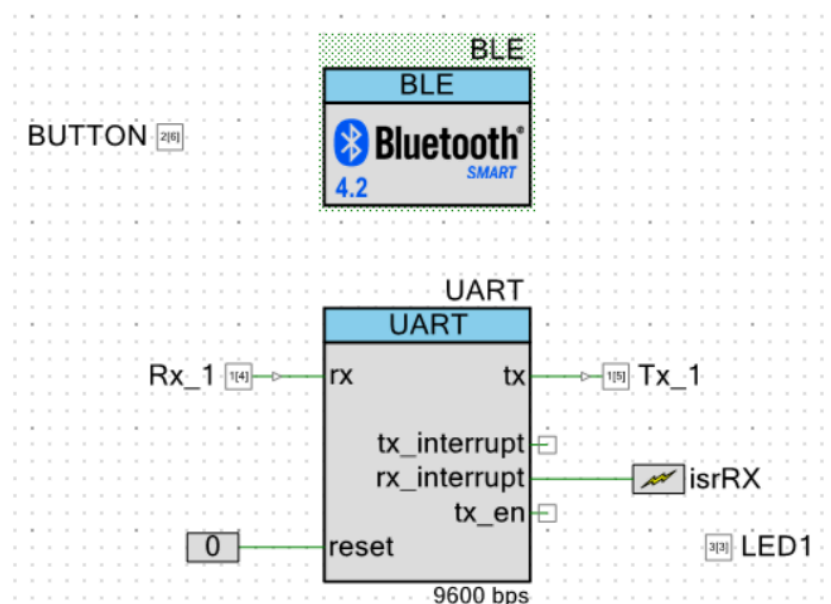 BLE
BLE
BUTTON 2[6]
Bluetooth®
SMART
4.2
UART
UART
Rx_1 1[4] rx tx 1[5] Tx_1
tx_interrupt
rx_interrupt isrRX
tx_en
0 reset 3[3] LED1
9600 bps